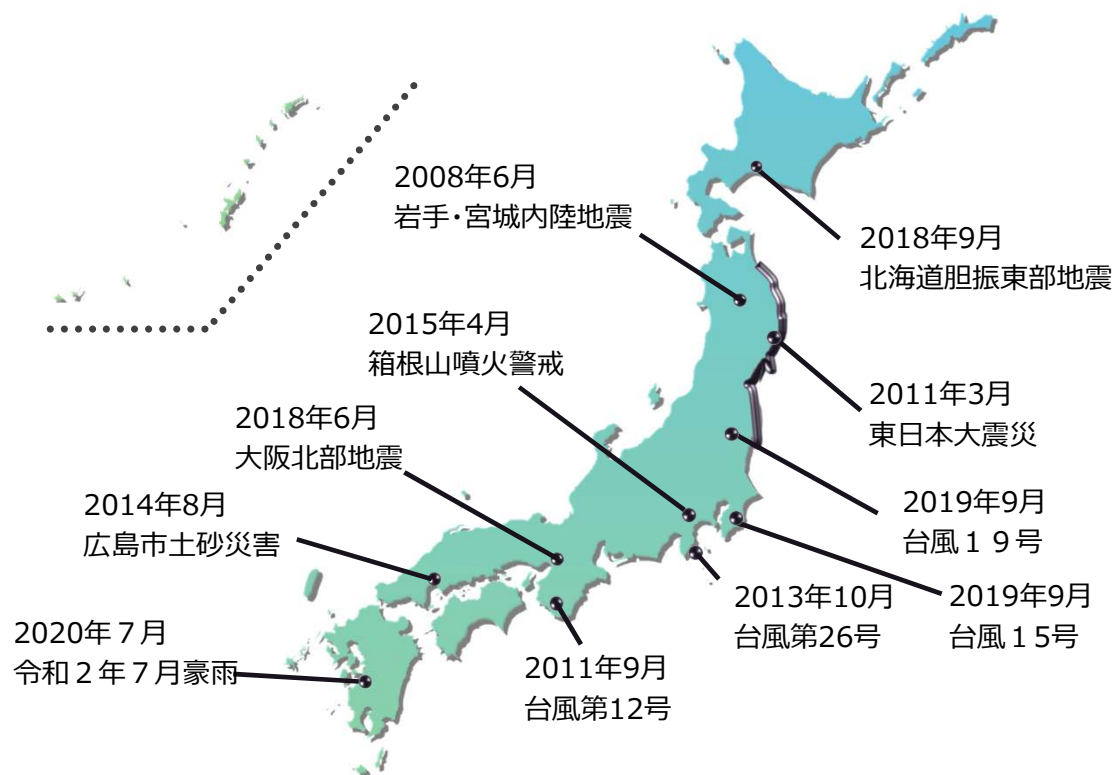 2008年6月
岩手・宮城内陸地震
2018年9月
北海道胆振東部地震
2015年4月
箱根山噴火警戒
2011年3月
東日本大震災
2018年6月
大阪北部地震
2014年8月
広島市土砂災害
2019年9月
台風１９号
2013年10月
台風第26号
2019年9月
台風１５号
2020年７月
令和２年７月豪雨
2011年9月
台風第12号